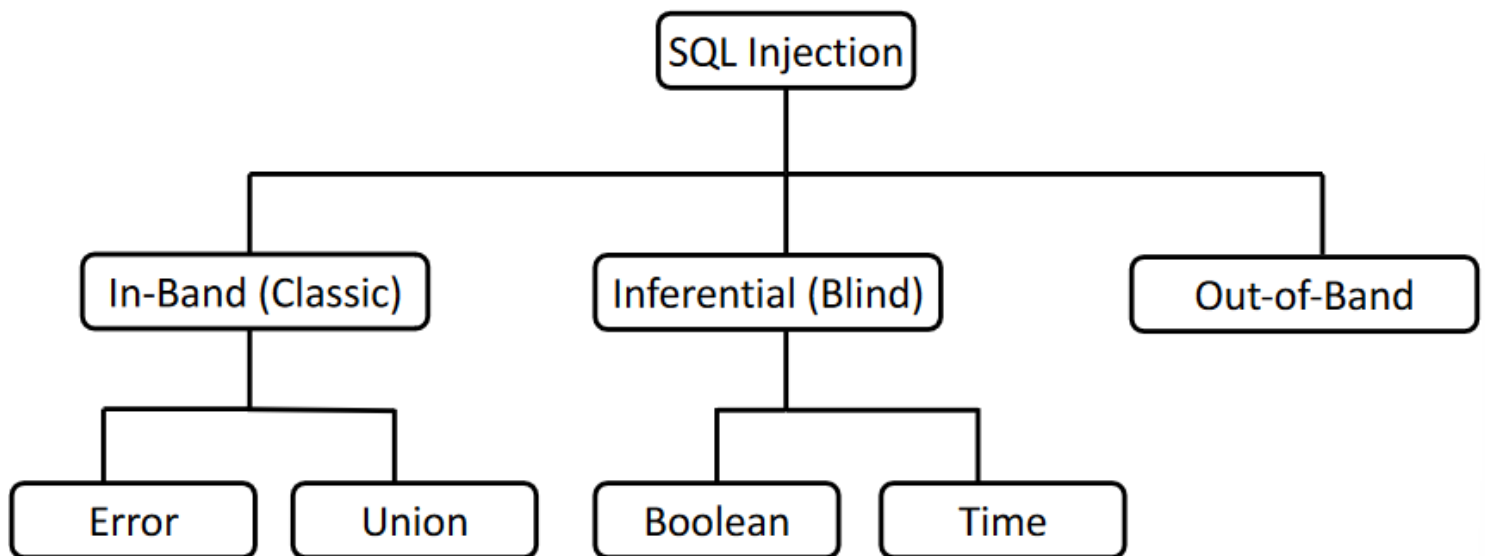 SQL Injection
In-Band (Classic)
Inferential (Blind)
Out-of-Band
Error
Union
Boolean
Time